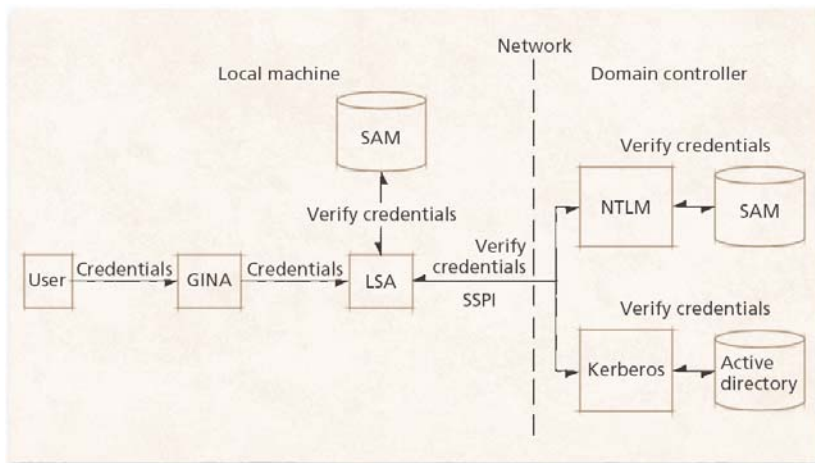 Network
Local machine
Domain controller
SAM
Verify credentials
Verify credentials
NTLM
SAM
Verify
credentials
User
Credentials
GINA
Credentials
LSA
SSPI
Verify credentials
Kerberos
Active
directory